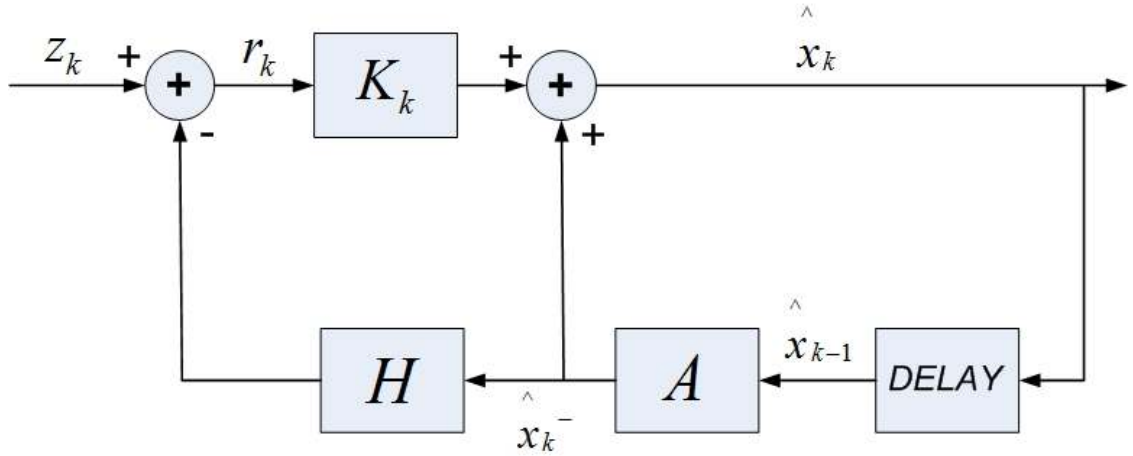 z_k
+
+
-
r_k
K_k
+
+
+
x̂_k
H
x̂_k⁻
A
x̂_{k-1}
DELAY